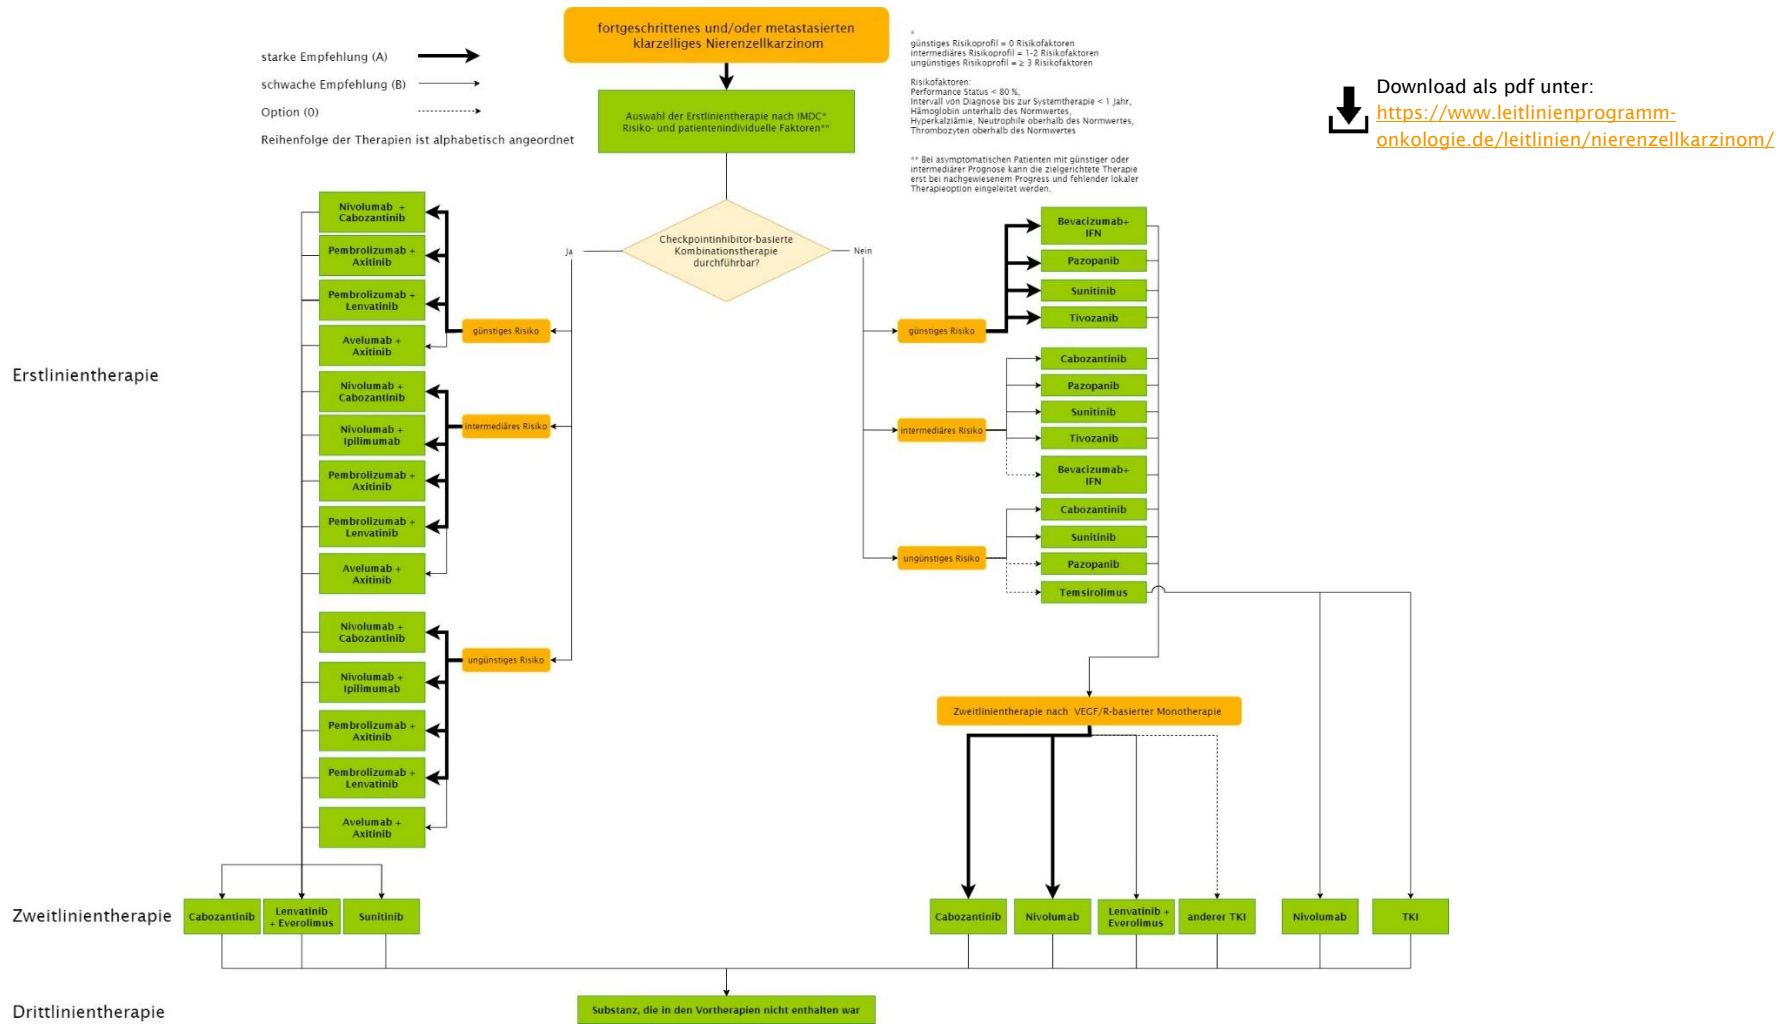 fortgeschrittenes und/oder metastasierten
klarzelliges Nierenzellkarzinom
starke Empfehlung (A)
schwache Empfehlung (B)
Option (0)
Reihenfolge der Therapien ist alphabetisch angeordnet
Auswahl der Erstlinientherapie nach IMDC*
Risiko- und patientenindividuelle Faktoren**
*
günstiges Risikoprofil = 0 Risikofaktoren
intermediäres Risikoprofil = 1-2 Risikofaktoren
ungünstiges Risikoprofil = ≥ 3 Risikofaktoren
Risikofaktoren:
Performance Status < 80 %,
Intervall von Diagnose bis zur Systemtherapie < 1 Jahr,
Hämoglobin unterhalb des Normwertes,
Hyperkalziämie, Neutrophile oberhalb des Normwertes,
Thrombozyten oberhalb des Normwertes
** Bei asymptomatischen Patienten mit günstiger oder
intermediärer Prognose kann die zielgerichtete Therapie
erst bei nachgewiesenem Progress und fehlender lokaler
Therapieoption eingeleitet werden.
Download als pdf unter:
https://www.leitlinienprogramm-
onkologie.de/leitlinien/nierenzellkarzinom/
Checkpointinhibitor-basierte
Kombinationstherapie
durchführbar?
Ja
Nein
Erstlinientherapie
Nivolumab +
Cabozantinib
Pembrolizumab +
Axitinib
Pembrolizumab +
Lenvatinib
Avelumab +
Axitinib
günstiges Risiko
Nivolumab +
Cabozantinib
Nivolumab +
Ipilimumab
Pembrolizumab +
Axitinib
Pembrolizumab +
Lenvatinib
Avelumab +
Axitinib
intermediäres Risiko
Nivolumab +
Cabozantinib
Nivolumab +
Ipilimumab
Pembrolizumab +
Axitinib
Pembrolizumab +
Lenvatinib
Avelumab +
Axitinib
ungünstiges Risiko
günstiges Risiko
Bevacizumab+
IFN
Pazopanib
Sunitinib
Tivozanib
intermediäres Risiko
Cabozantinib
Pazopanib
Sunitinib
Tivozanib
Bevacizumab+
IFN
ungünstiges Risiko
Cabozantinib
Sunitinib
Pazopanib
Temsirolimus
Zweitlinientherapie nach VEGF/R-basierter Monotherapie
Zweitlinientherapie
Cabozantinib
Lenvatinib
+ Everolimus
Sunitinib
Cabozantinib
Nivolumab
Lenvatinib +
Everolimus
anderer TKI
Nivolumab
TKI
Drittlinientherapie
Substanz, die in den Vortherapien nicht enthalten war